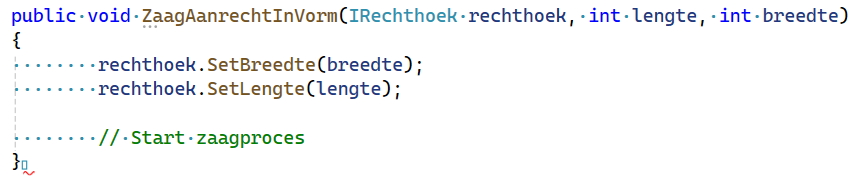 public void ZaagAanrechtInVorm(IRechthoek rechthoek, int lengte, int breedte)
{
        rechthoek.SetBreedte(breedte);
        rechthoek.SetLengte(lengte);

        // Start zaagproces
}